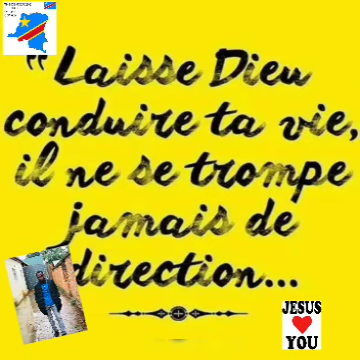 “Laisse Dieu
conduire ta vie,
il ne se trompe
jamais de
direction...
JESUS
YOU